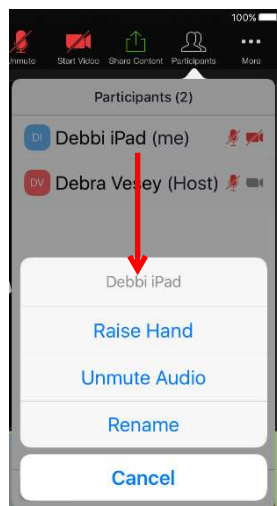 100%
Unmute Start Video Share Content Participants More
Participants (2)
DI Debbi iPad (me)
DV Debra Vesey (Host)
Debbi iPad
Raise Hand
Unmute Audio
Rename
Cancel